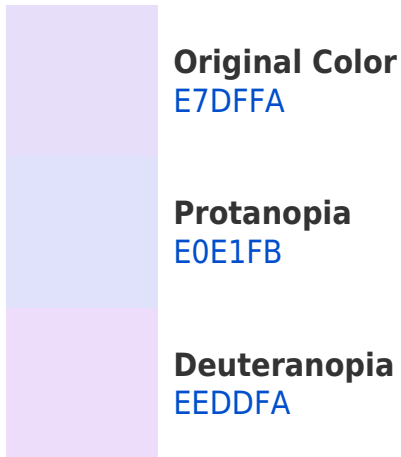 Original Color
E7DFFA
Protanopia
E0E1FB
Deuteranopia
EEDDFA